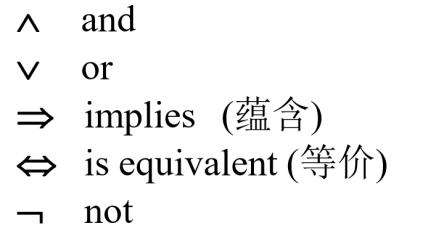 ∧ and
∨ or
⇒ implies (蕴含)
⇔ is equivalent (等价)
¬ not